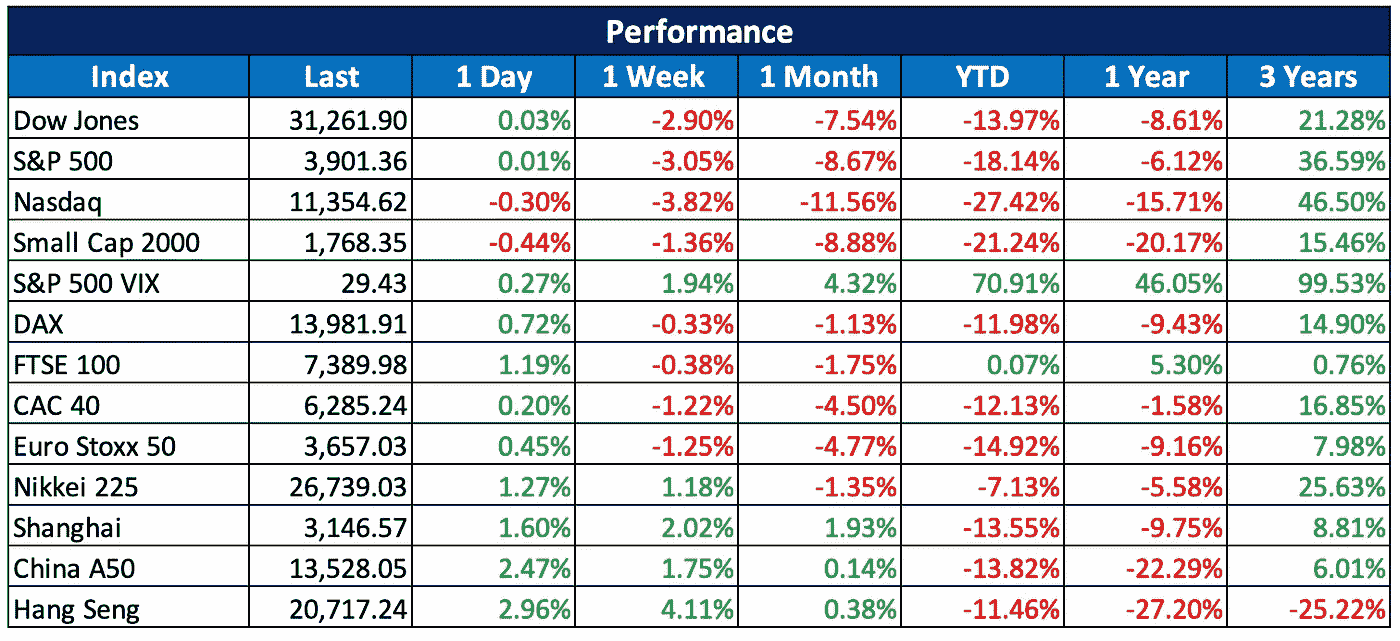 Performance
Index Last 1 Day 1 Week 1 Month YTD 1 Year 3 Years
Dow Jones 31,261.90 0.03% -2.90% -7.54% -13.97% -8.61% 21.28%
S&P 500 3,901.36 0.01% -3.05% -8.67% -18.14% -6.12% 36.59%
Nasdaq 11,354.62 -0.30% -3.82% -11.56% -27.42% -15.71% 46.50%
Small Cap 2000 1,768.35 -0.44% -1.36% -8.88% -21.24% -20.17% 15.46%
S&P 500 VIX 29.43 0.27% 1.94% 4.32% 70.91% 46.05% 99.53%
DAX 13,981.91 0.72% -0.33% -1.13% -11.98% -9.43% 14.90%
FTSE 100 7,389.98 1.19% -0.38% -1.75% 0.07% 5.30% 0.76%
CAC 40 6,285.24 0.20% -1.22% -4.50% -12.13% -1.58% 16.85%
Euro Stoxx 50 3,657.03 0.45% -1.25% -4.77% -14.92% -9.16% 7.98%
Nikkei 225 26,739.03 1.27% 1.18% -1.35% -7.13% -5.58% 25.63%
Shanghai 3,146.57 1.60% 2.02% 1.93% -13.55% -9.75% 8.81%
China A50 13,528.05 2.47% 1.75% 0.14% -13.82% -22.29% 6.01%
Hang Seng 20,717.24 2.96% 4.11% 0.38% -11.46% -27.20% -25.22%